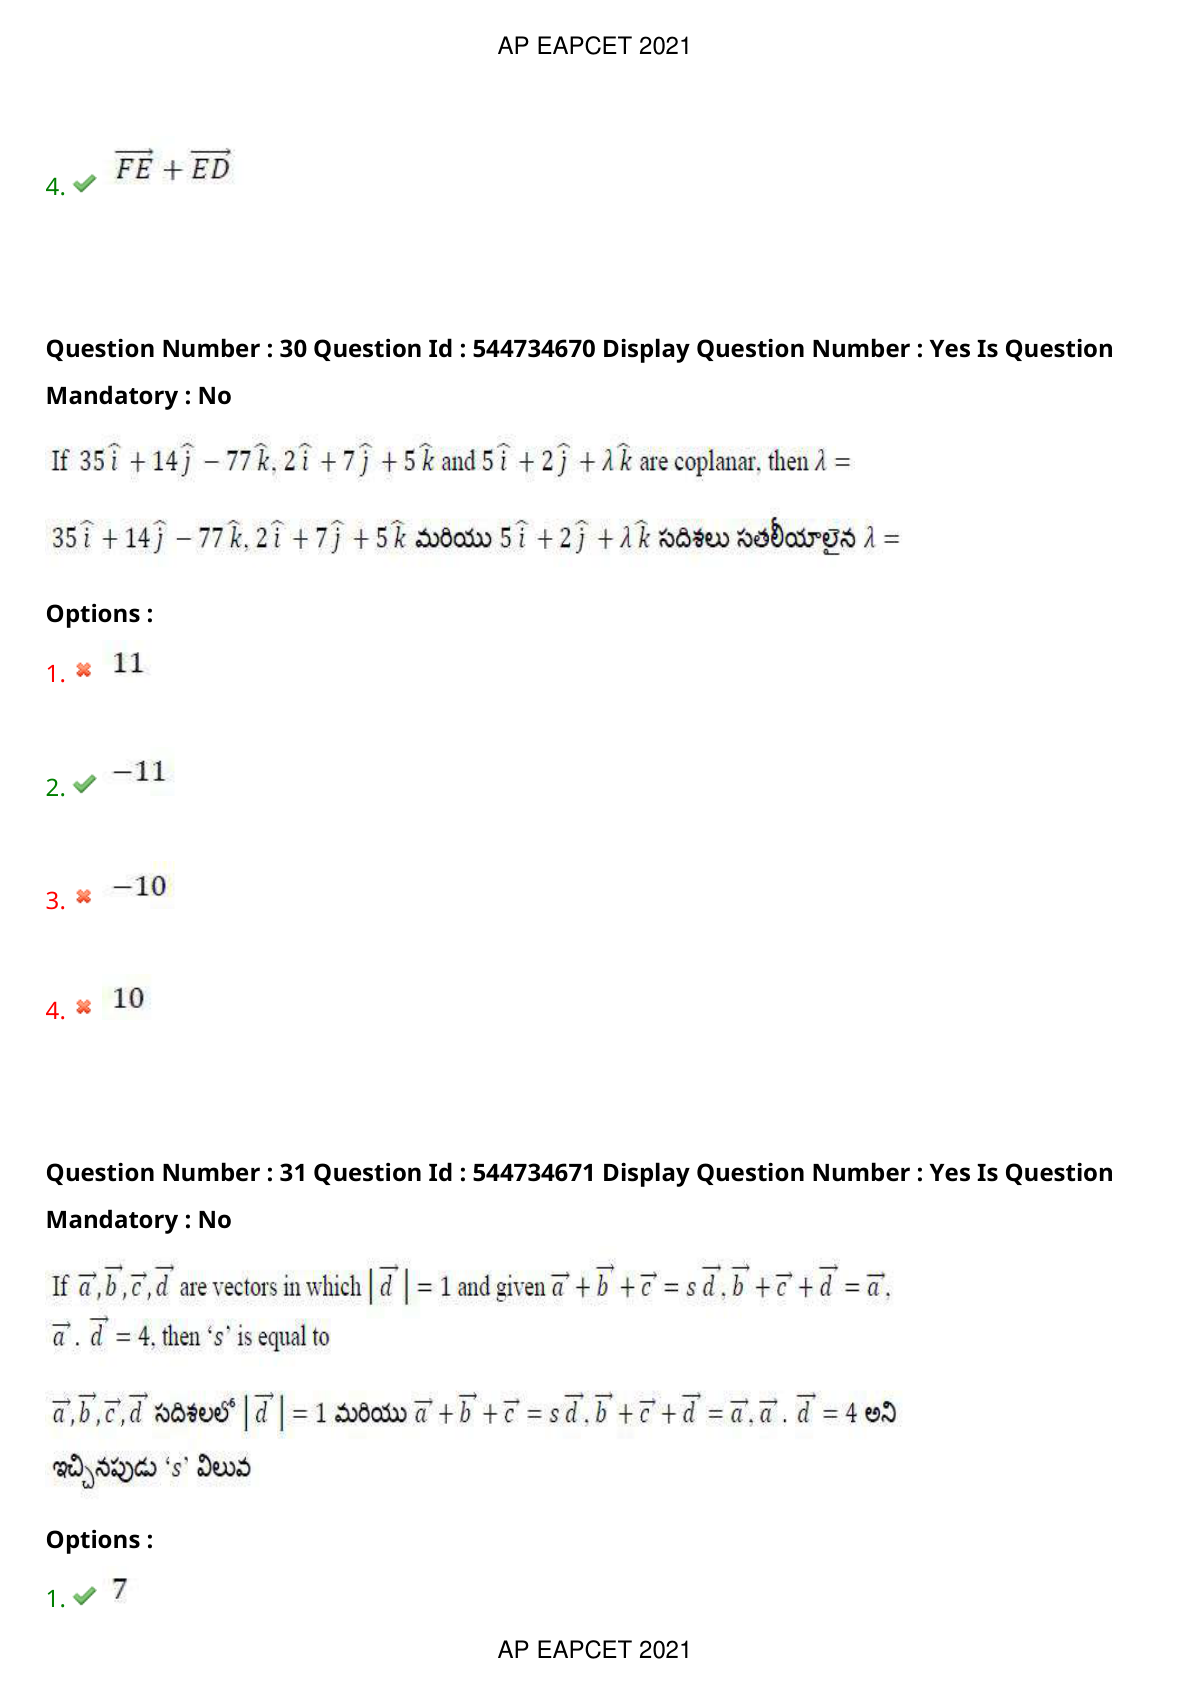 AP EAPCET 2021
4. $\overrightarrow{FE} + \overrightarrow{ED}$
Question Number : 30 Question Id : 544734670 Display Question Number : Yes Is Question
Mandatory : No
If $35\hat{i} + 14\hat{j} - 77\hat{k}, 2\hat{i} + 7\hat{j} + 5\hat{k}$ and $5\hat{i} + 2\hat{j} + \lambda\hat{k}$ are coplanar, then $\lambda =$
$35\hat{i} + 14\hat{j} - 77\hat{k}, 2\hat{i} + 7\hat{j} + 5\hat{k}$ మరియు $5\hat{i} + 2\hat{j} + \lambda\hat{k}$ సదిశలు సతలీయాలైన $\lambda =$
Options :
1. 11
2. −11
3. −10
4. 10
Question Number : 31 Question Id : 544734671 Display Question Number : Yes Is Question
Mandatory : No
If $\vec{a}, \vec{b}, \vec{c}, \vec{d}$ are vectors in which $|\vec{d}| = 1$ and given $\vec{a} + \vec{b} + \vec{c} = s\vec{d}, \vec{b} + \vec{c} + \vec{d} = \vec{a},$
$\vec{a} . \vec{d} = 4$, then ‘s’ is equal to
$\vec{a}, \vec{b}, \vec{c}, \vec{d}$ సదిశలలో $|\vec{d}| = 1$ మరియు $\vec{a} + \vec{b} + \vec{c} = s\vec{d}, \vec{b} + \vec{c} + \vec{d} = \vec{a}, \vec{a} . \vec{d} = 4$ అని
ఇచ్చినపుడు ‘s’ విలువ
Options :
1. 7
AP EAPCET 2021